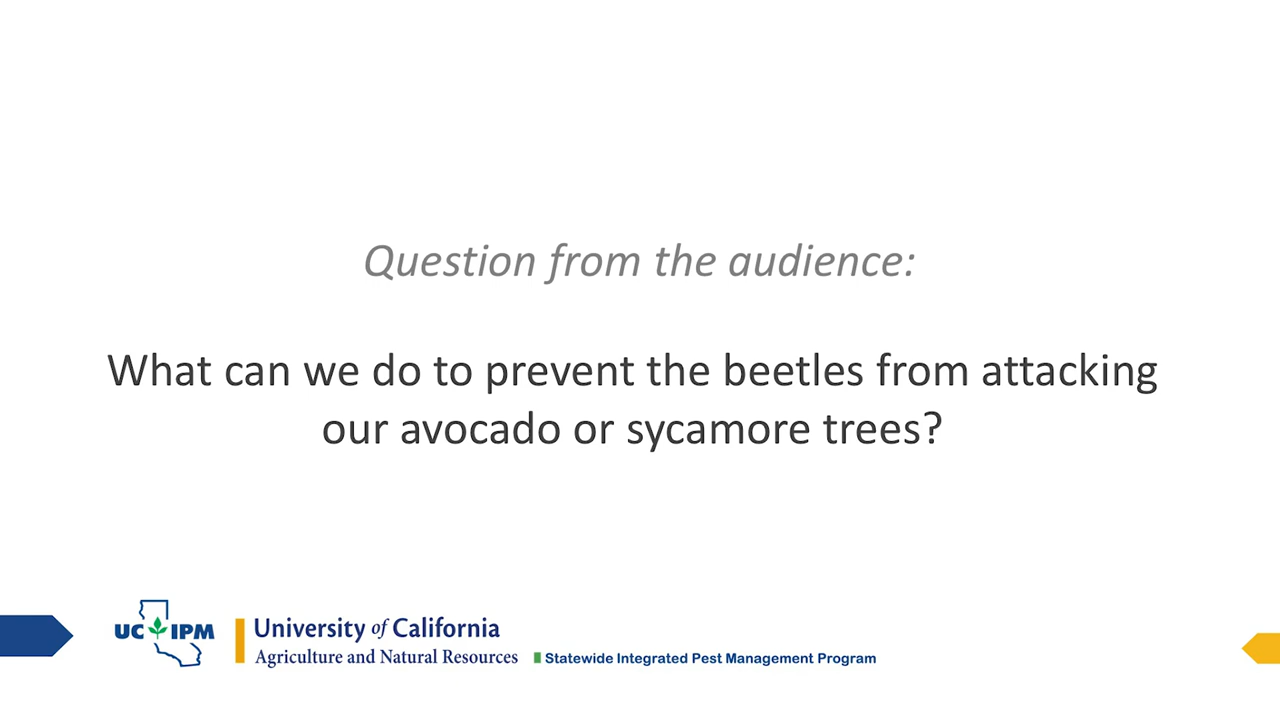 Question from the audience:
What can we do to prevent the beetles from attacking
our avocado or sycamore trees?
UC IPM
University of California
Agriculture and Natural Resources
Statewide Integrated Pest Management Program